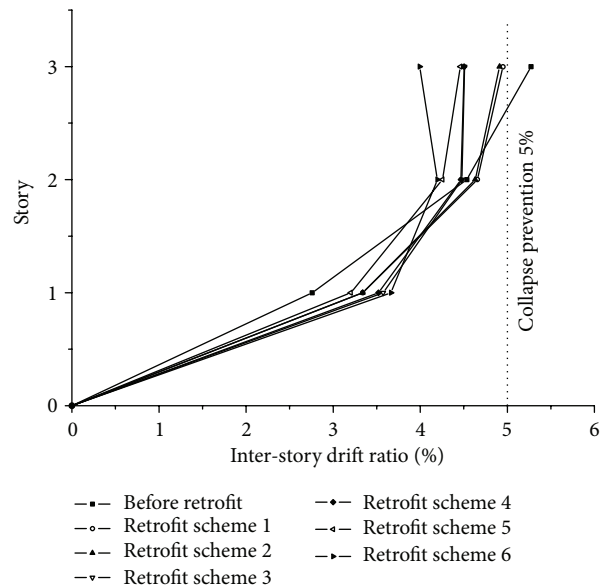 3
2
1
0
Story
0
1
2
3
4
5
6
Inter-story drift ratio (%)
Collapse prevention 5%
Before retrofit
Retrofit scheme 1
Retrofit scheme 2
Retrofit scheme 3
Retrofit scheme 4
Retrofit scheme 5
Retrofit scheme 6